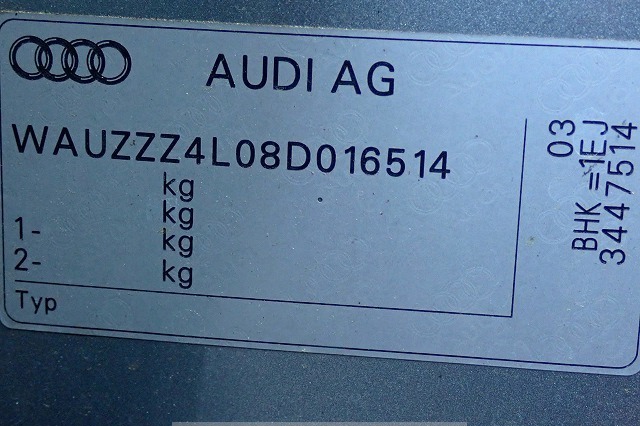 AUDI AG
WAUZZZ4L08D016514
kg
kg
1- kg
2- kg
Typ
03
BHK =1EJ
3447514